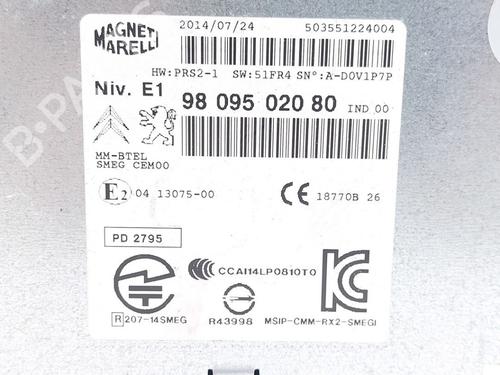 MAGNETI MARELLI
2014/07/24 503551224004
HW:PRS2-1 SW:51FR4 SN°:A-D0V1P7P
Niv. E1
98 095 020 80 IND 00
MM-BTEL
SMEG CEM00
E2 04 13075-00
CE 18770B 26
PD 2795
CCAI14LP0810T0
KC
R 207-14SMEG
R43998
MSIP-CMM-RX2-SMEGI
B-PARTS